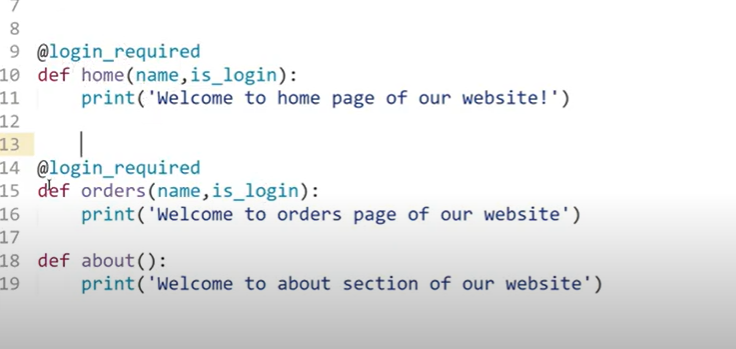 7
8
9 @login_required
10 def home(name,is_login):
11     print('Welcome to home page of our website!')
12
13
14 @login_required
15 def orders(name,is_login):
16     print('Welcome to orders page of our website')
17
18 def about():
19     print('Welcome to about section of our website')